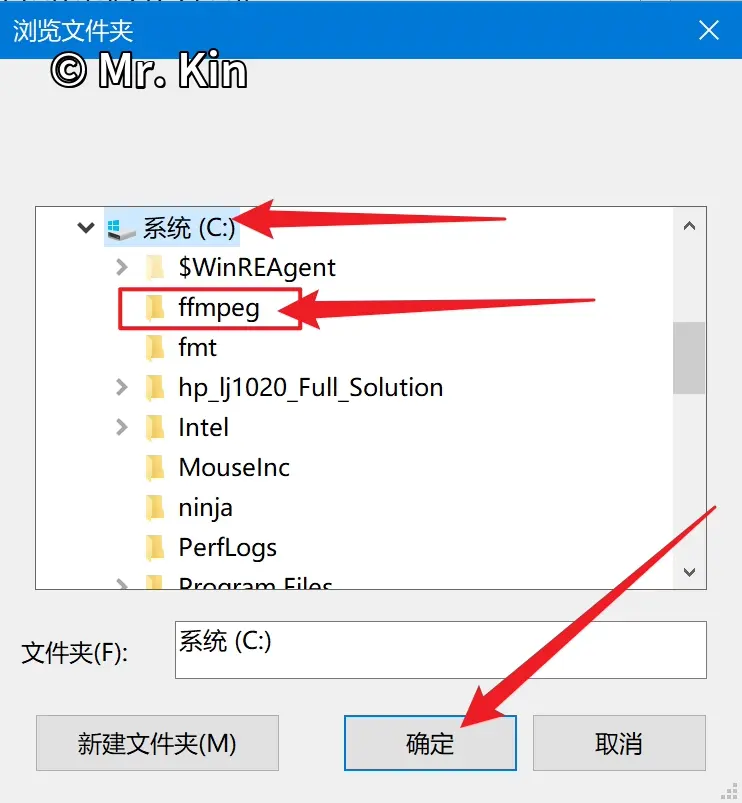 浏览文件夹
© Mr. Kin
系统 (C:)
$WinREAgent
ffmpeg
fmt
hp_lj1020_Full_Solution
Intel
MouseInc
ninja
PerfLogs
Program Files
文件夹(F):
系统 (C:)
新建文件夹(M)
确定
取消